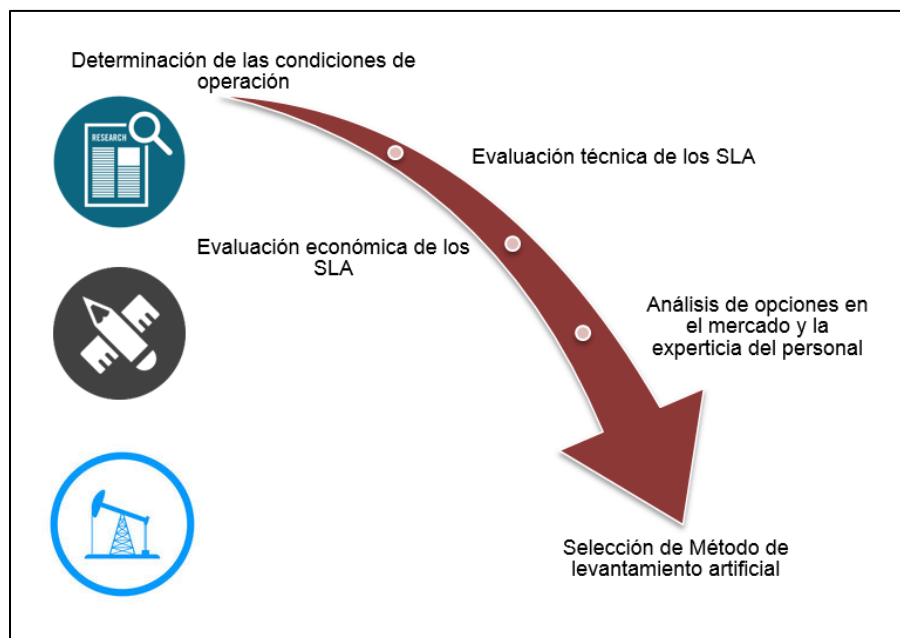 Determinación de las condiciones de
operación
RESEARCH
Evaluación técnica de los SLA
Evaluación económica de los
SLA
Análisis de opciones en
el mercado y la
experticia del personal
Selección de Método de
levantamiento artificial